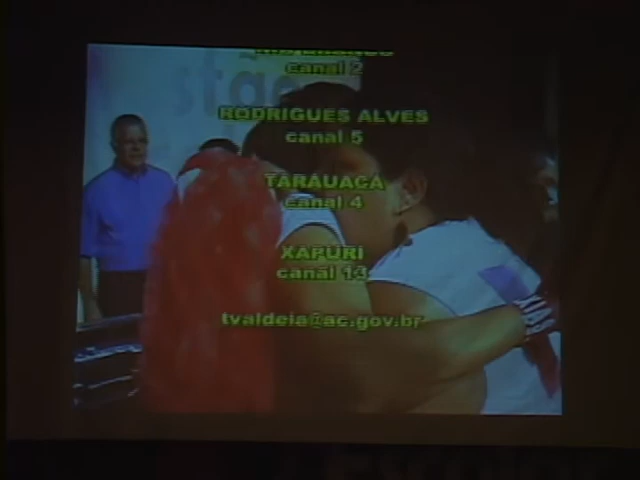 canal 2
RODRIGUES ALVES
canal 5
TARAUACÁ
canal 4
XAPURI
canal 13
tvaldeia@ac.gov.br